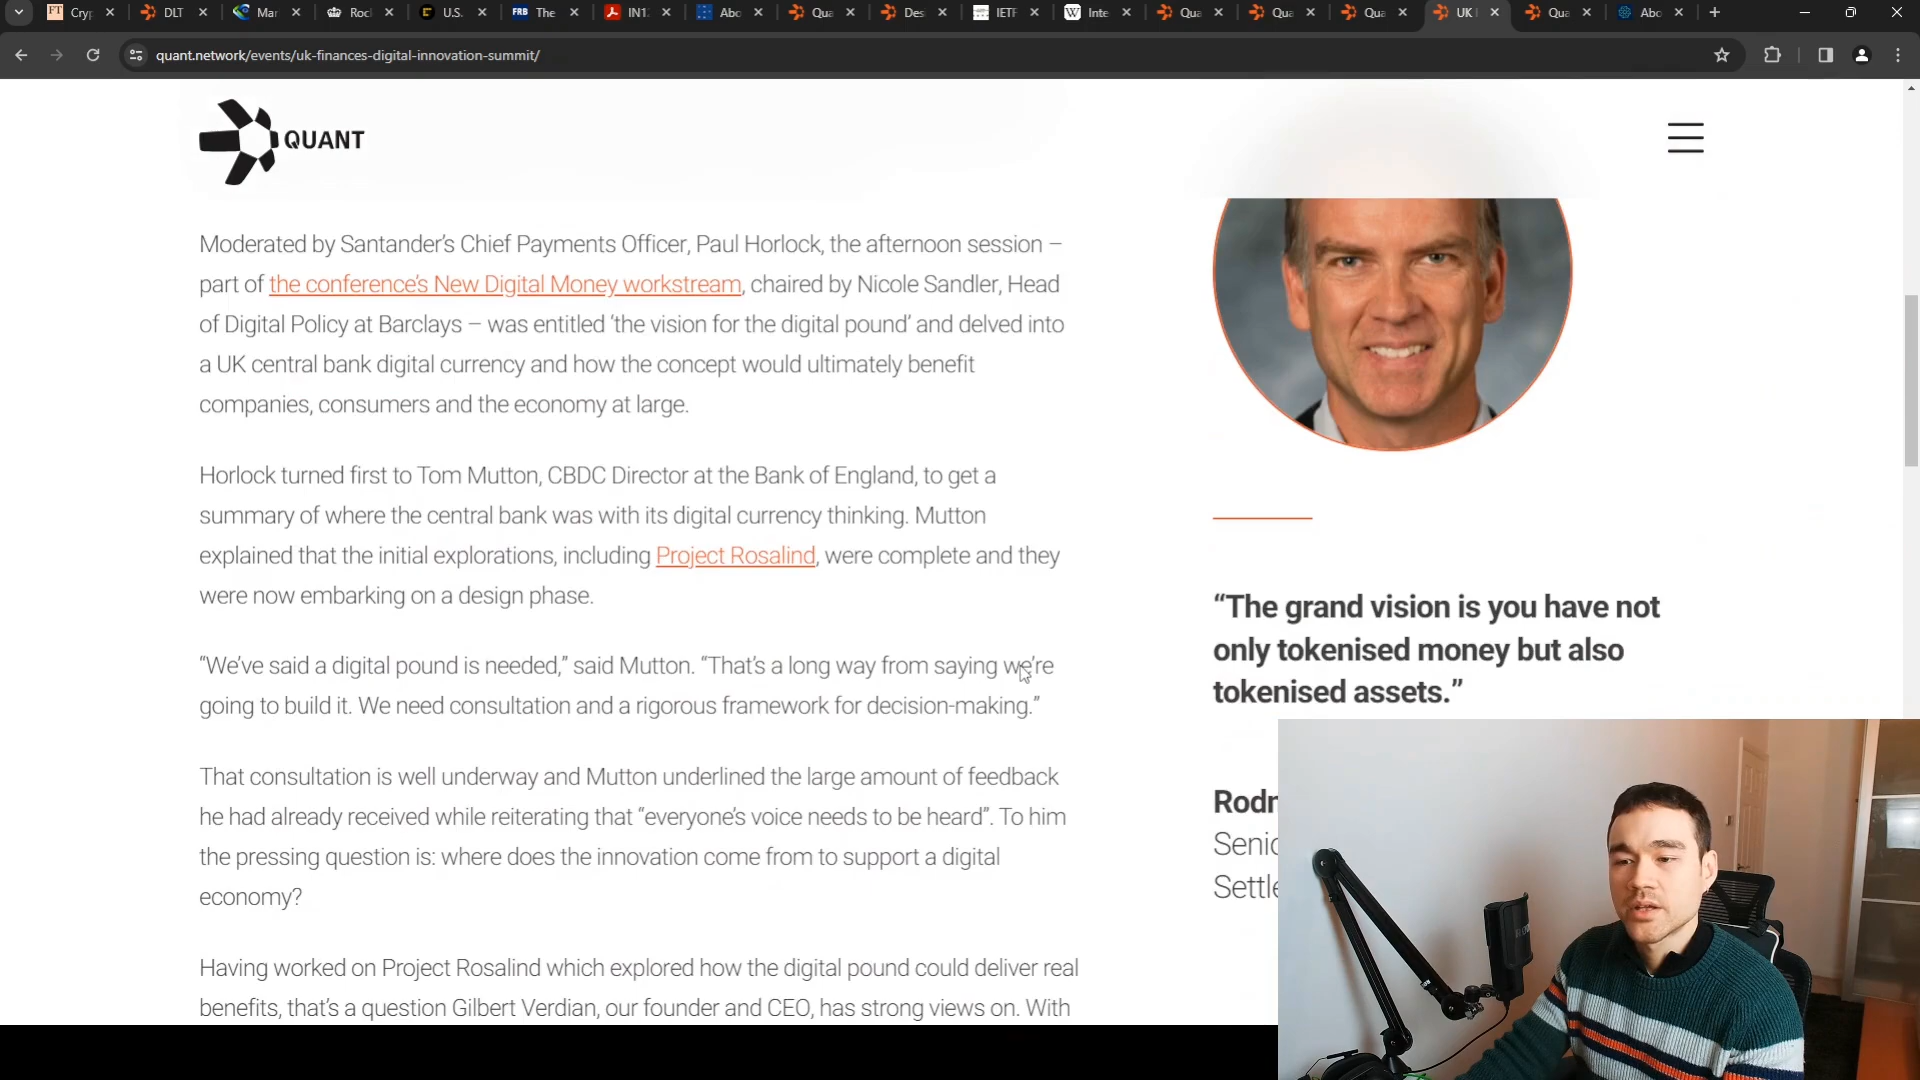 Cryp
DLT
Mar
Roc
U.S.
FRB
The
IN1
Abo
Qua
Des
IETF
Inte
Qua
Qua
Qua
UK
Qua
Abo
quant.network/events/uk-finances-digital-innovation-summit/
QUANT
Moderated by Santander’s Chief Payments Officer, Paul Horlock, the afternoon session –
part of the conference’s New Digital Money workstream, chaired by Nicole Sandler, Head
of Digital Policy at Barclays – was entitled ‘the vision for the digital pound’ and delved into
a UK central bank digital currency and how the concept would ultimately benefit
companies, consumers and the economy at large.
Horlock turned first to Tom Mutton, CBDC Director at the Bank of England, to get a
summary of where the central bank was with its digital currency thinking. Mutton
explained that the initial explorations, including Project Rosalind, were complete and they
were now embarking on a design phase.
“We’ve said a digital pound is needed,” said Mutton. “That’s a long way from saying we’re
going to build it. We need consultation and a rigorous framework for decision-making.”
That consultation is well underway and Mutton underlined the large amount of feedback
he had already received while reiterating that “everyone’s voice needs to be heard”. To him
the pressing question is: where does the innovation come from to support a digital
economy?
Having worked on Project Rosalind which explored how the digital pound could deliver real
benefits, that’s a question Gilbert Verdian, our founder and CEO, has strong views on. With
“The grand vision is you have not
only tokenised money but also
tokenised assets.”
Rodn
Senio
Settle